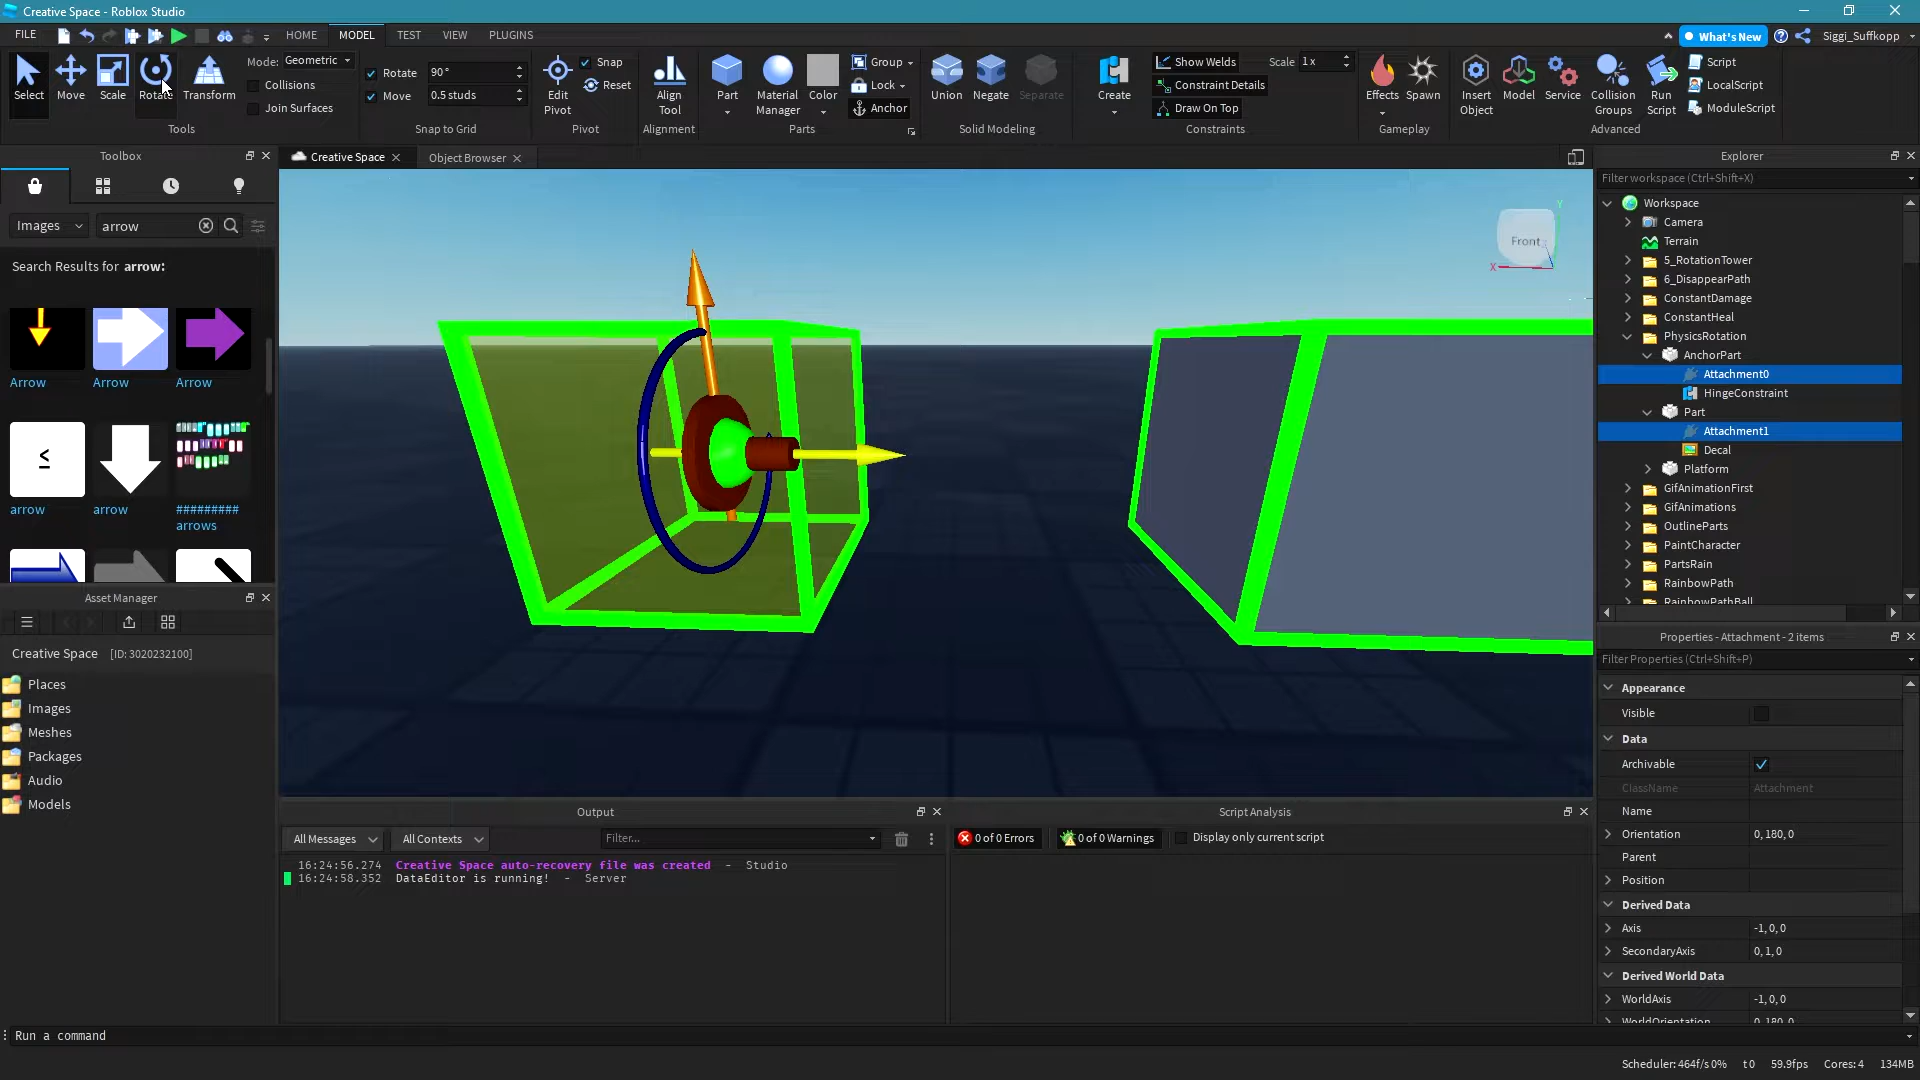 Creative Space - Roblox Studio
FILE
HOME
MODEL
TEST
VIEW
PLUGINS
What's New
Siggi_Suffkopp
Select
Move
Scale
Rotate
Transform
Mode:
Geometric
Collisions
Join Surfaces
Tools
Rotate
90°
Move
0.5 studs
Snap to Grid
Edit
Pivot
Snap
Reset
Pivot
Align
Tool
Alignment
Part
Material
Manager
Color
Group
Lock
Anchor
Parts
Union
Negate
Separate
Solid Modeling
Create
Show Welds
Constraint Details
Draw On Top
Scale
1x
Constraints
Effects
Spawn
Gameplay
Insert
Object
Model
Service
Collision
Groups
Run
Script
Script
LocalScript
ModuleScript
Advanced
Toolbox
Images
arrow
Search Results for arrow:
Arrow
Arrow
Arrow
≤
arrow
arrow
#########
arrows
Asset Manager
Creative Space
[ID: 3020232100]
Places
Images
Meshes
Packages
Audio
Models
Creative Space
Object Browser
Front
Y
X
Output
All Messages
All Contexts
Filter...
16:24:56.274 Creative Space auto-recovery file was created - Studio
16:24:58.352 DataEditor is running! - Server
Script Analysis
0 of 0 Errors
0 of 0 Warnings
Display only current script
Explorer
Filter workspace (Ctrl+Shift+X)
Workspace
Camera
Terrain
5_RotationTower
6_DisappearPath
ConstantDamage
ConstantHeal
PhysicsRotation
AnchorPart
Attachment0
HingeConstraint
Part
Attachment1
Decal
Platform
GifAnimationFirst
GifAnimations
OutlineParts
PaintCharacter
PartsRain
RainbowPath
RainbowPathBall
Properties - Attachment - 2 items
Filter Properties (Ctrl+Shift+P)
Appearance
Visible
Data
Archivable
ClassName
Attachment
Name
Orientation
0, 180, 0
Parent
Position
Derived Data
Axis
-1, 0, 0
SecondaryAxis
0, 1, 0
Derived World Data
WorldAxis
-1, 0, 0
WorldOrientation
0, 180, 0
Run a command
Scheduler: 464f/s 0%
t 0
59.9fps
Cores: 4
134MB